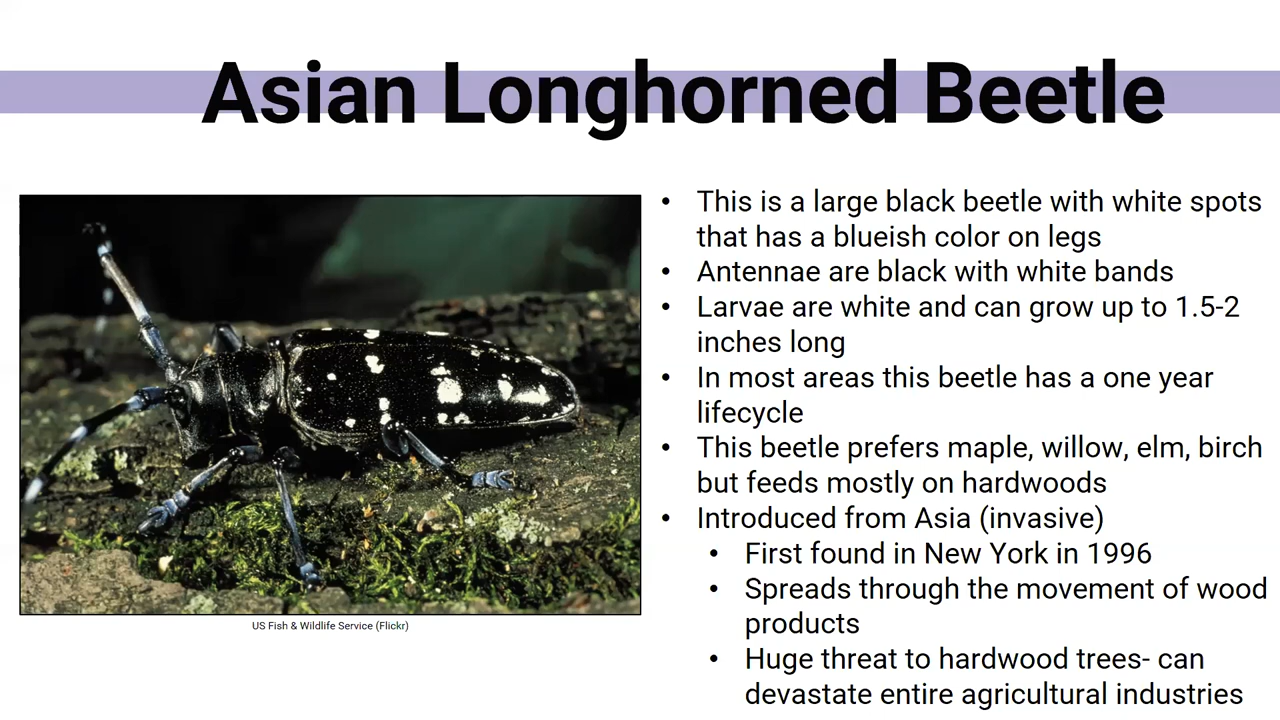 Asian Longhorned Beetle
• This is a large black beetle with white spots
that has a blueish color on legs
• Antennae are black with white bands
• Larvae are white and can grow up to 1.5-2
inches long
• In most areas this beetle has a one year
lifecycle
• This beetle prefers maple, willow, elm, birch
but feeds mostly on hardwoods
• Introduced from Asia (invasive)
• First found in New York in 1996
• Spreads through the movement of wood
products
• Huge threat to hardwood trees- can
devastate entire agricultural industries
US Fish & Wildlife Service (Flickr)